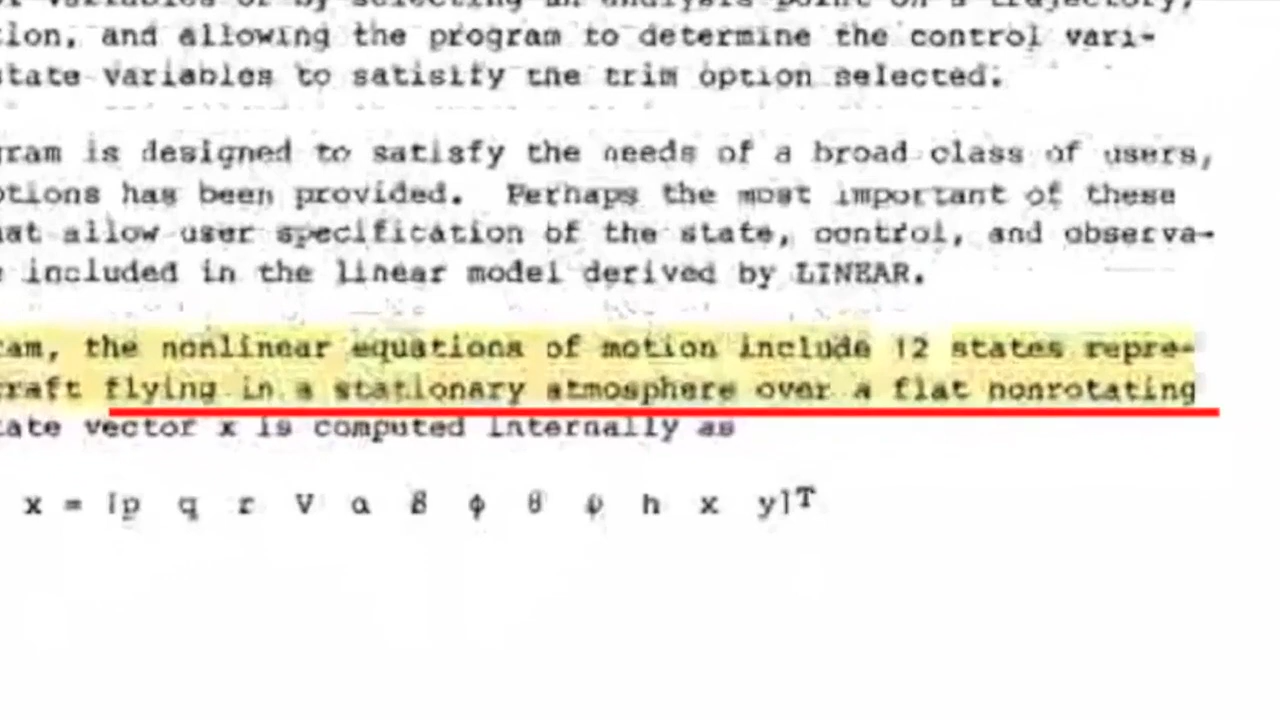 variables or by selecting an analysis point on a trajectory,
tion, and allowing the program to determine the control vari-
state variables to satisfy the trim option selected.
gram is designed to satisfy the needs of a broad class of users,
ptions has been provided. Perhaps the most important of these
hat allow user specification of the state, control, and observa-
included in the linear model derived by LINEAR.
ram, the nonlinear equations of motion include 12 states repre-
craft flying in a stationary atmosphere over a flat nonrotating
tate vector x is computed internally as
x = [p q r V α β φ θ ψ h x y]T